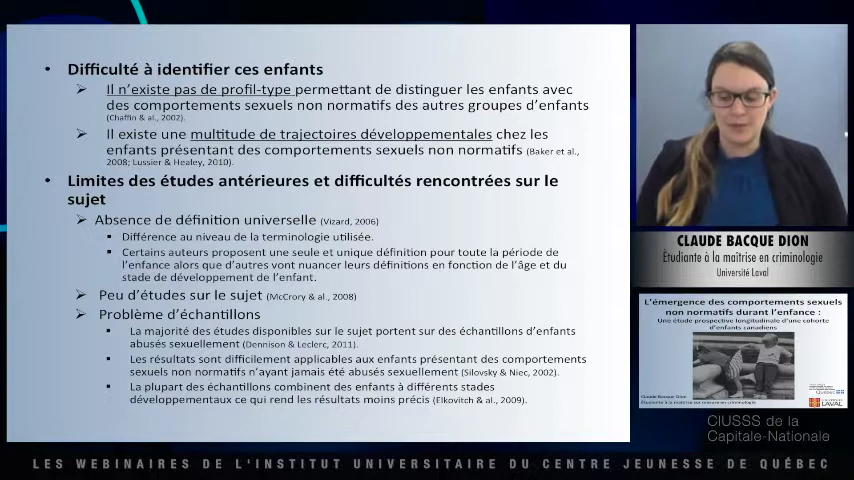 • Difficulté à identifier ces enfants
➢ Il n'existe pas de profil-type permettant de distinguer les enfants avec
des comportements sexuels non normatifs des autres groupes d'enfants
(Chaffin & al., 2002).
➢ Il existe une multitude de trajectoires développementales chez les
enfants présentant des comportements sexuels non normatifs (Baker et al.,
2008; Lussier & Healey, 2010).
• Limites des études antérieures et difficultés rencontrées sur le
sujet
➢ Absence de définition universelle (Vizard, 2006)
▪ Différence au niveau de la terminologie utilisée.
▪ Certains auteurs proposent une seule et unique définition pour toute la période de
l'enfance alors que d'autres vont nuancer leurs définitions en fonction de l'âge et du
stade de développement de l'enfant.
➢ Peu d'études sur le sujet (McCrory & al., 2008)
➢ Problème d'échantillons
▪ La majorité des études disponibles sur le sujet portent sur des échantillons d'enfants
abusés sexuellement (Dennison & Leclerc, 2011).
▪ Les résultats sont difficilement applicables aux enfants présentant des comportements
sexuels non normatifs n'ayant jamais été abusés sexuellement (Silovsky & Niec, 2002).
▪ La plupart des échantillons combinent des enfants à différents stades
développementaux ce qui rend les résultats moins précis (Elkovitch & al., 2009).
CLAUDE BACQUE DION
Étudiante à la maîtrise en criminologie
Université Laval
L'émergence des comportements sexuels
non normatifs durant l'enfance :
Une étude prospective longitudinale d'une cohorte
d'enfants canadiens
Claude Bacque Dion
Étudiante à la maîtrise sur mesure en criminologie
Québec
UNIVERSITÉ
LAVAL
CIUSSS de la
Capitale-Nationale
LES WEBINAIRES DE L'INSTITUT UNIVERSITAIRE DU CENTRE JEUNESSE DE QUÉBEC